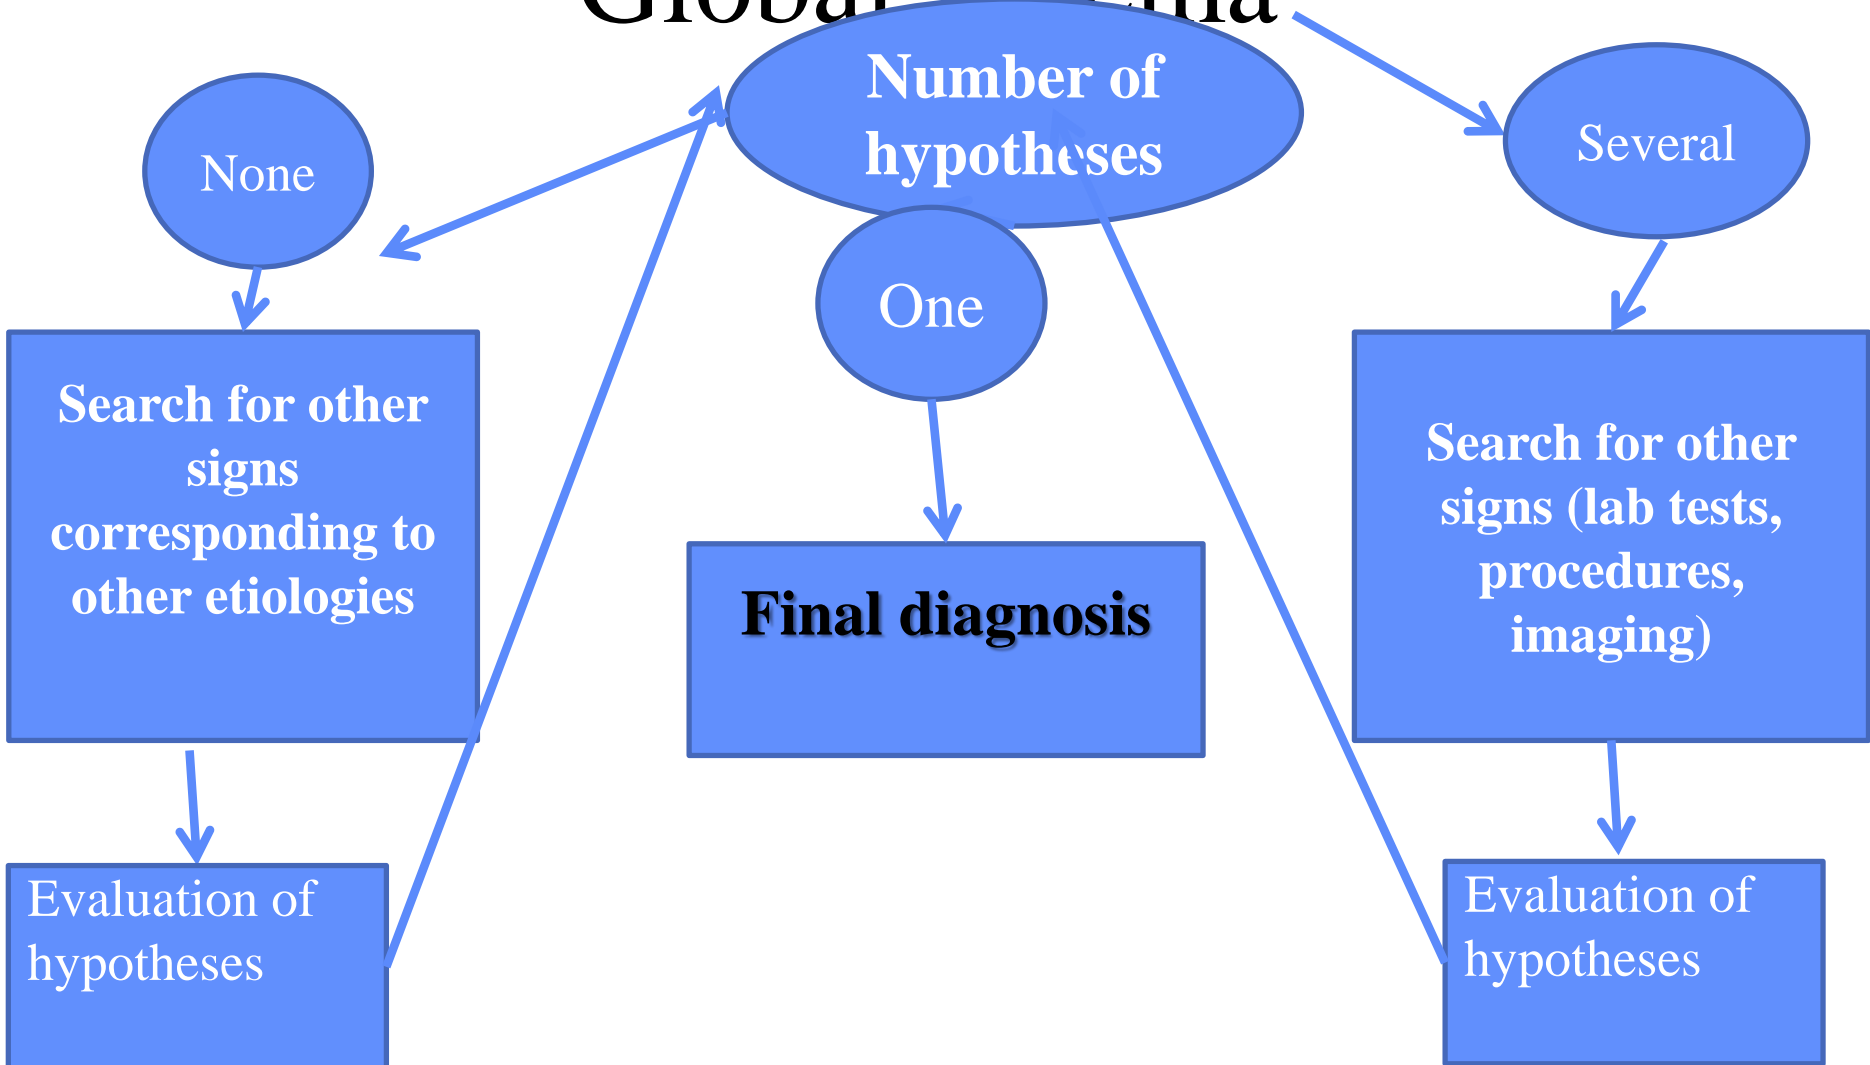 Global
Number of
hypotheses
None
One
Several
Search for other
signs
corresponding to
other etiologies
Final diagnosis
Search for other
signs (lab tests,
procedures,
imaging)
Evaluation of
hypotheses
Evaluation of
hypotheses